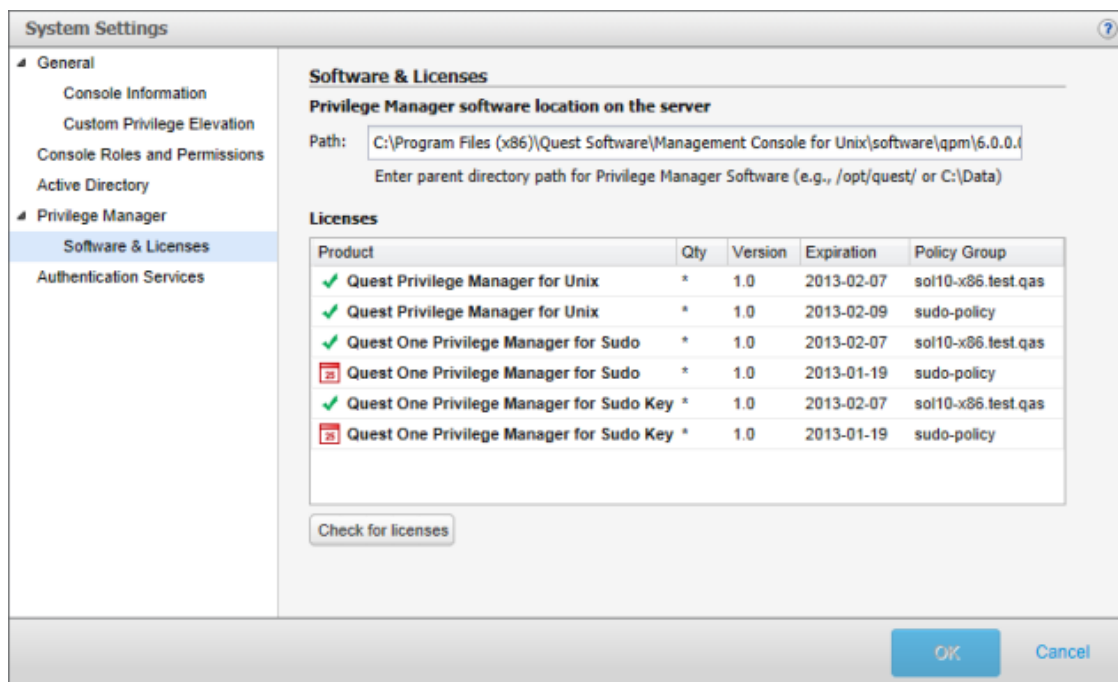 System Settings
?
General
Console Information
Custom Privilege Elevation
Console Roles and Permissions
Active Directory
Privilege Manager
Software & Licenses
Authentication Services
Software & Licenses
Privilege Manager software location on the server
Path: C:\Program Files (x86)\Quest Software\Management Console for Unix\software\qpm\6.0.0.0
Enter parent directory path for Privilege Manager Software (e.g., /opt/quest/ or C:\Data)
Licenses
Product Qty Version Expiration Policy Group
Quest Privilege Manager for Unix * 1.0 2013-02-07 sol10-x86.test.qas
Quest Privilege Manager for Unix * 1.0 2013-02-09 sudo-policy
Quest One Privilege Manager for Sudo * 1.0 2013-02-07 sol10-x86.test.qas
25 Quest One Privilege Manager for Sudo * 1.0 2013-01-19 sudo-policy
Quest One Privilege Manager for Sudo Key * 1.0 2013-02-07 sol10-x86.test.qas
25 Quest One Privilege Manager for Sudo Key * 1.0 2013-01-19 sudo-policy
Check for licenses
OK Cancel